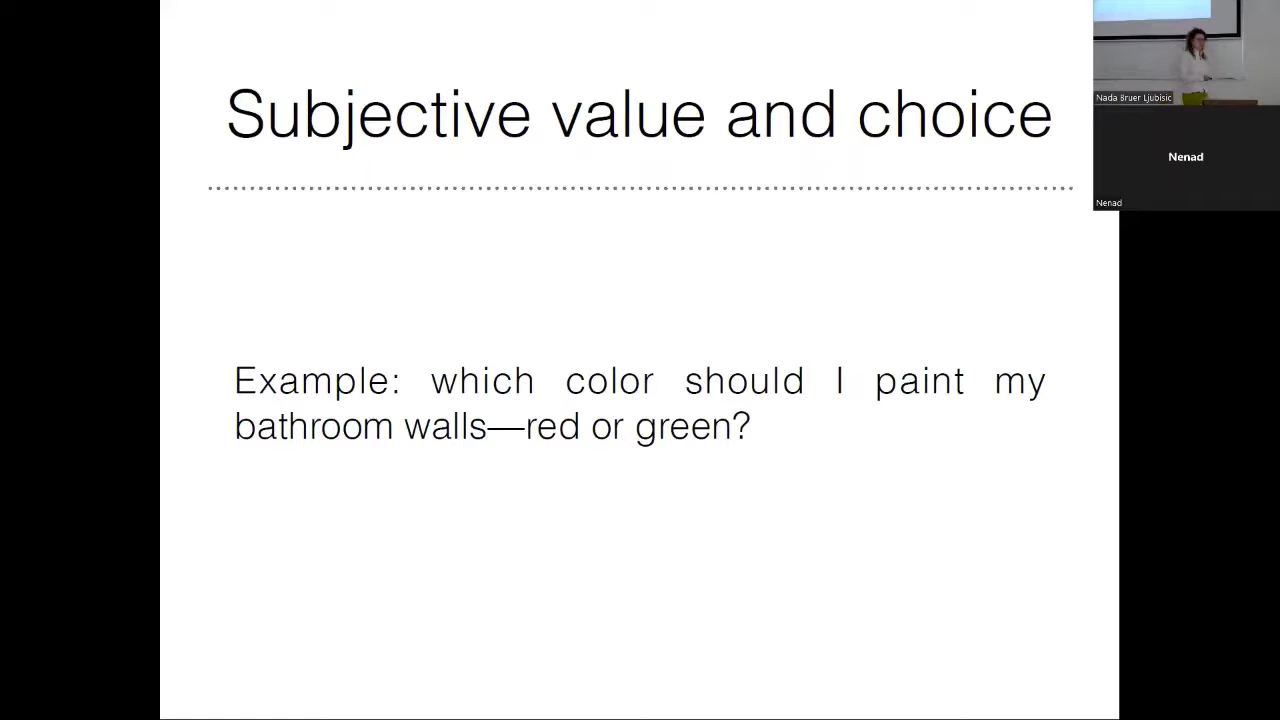 Subjective value and choice
Example: which color should I paint my
bathroom walls—red or green?
Nada Bruer Ljubisic
Nenad
Nenad